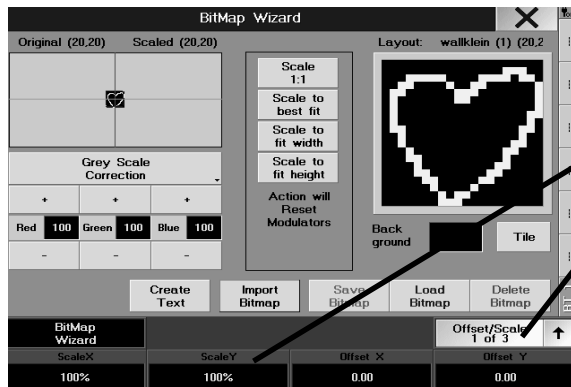 BitMap Wizard
Original (20,20) Scaled (20,20) Layout: wallklein (1) (20,2
Scale
1:1
Scale to
best fit
Scale to
fit width
Scale to
fit height
Grey Scale
Correction
Action will
Reset
Modulators
+ + +
Red 100 Green 100 Blue 100
- - -
Back
ground
Tile
Create
Text
Import
Bitmap
Save
Bitmap
Load
Bitmap
Delete
Bitmap
BitMap
Wizard
Offset/Scale
1 of 3
ScaleX ScaleY Offset X Offset Y
100% 100% 0.00 0.00